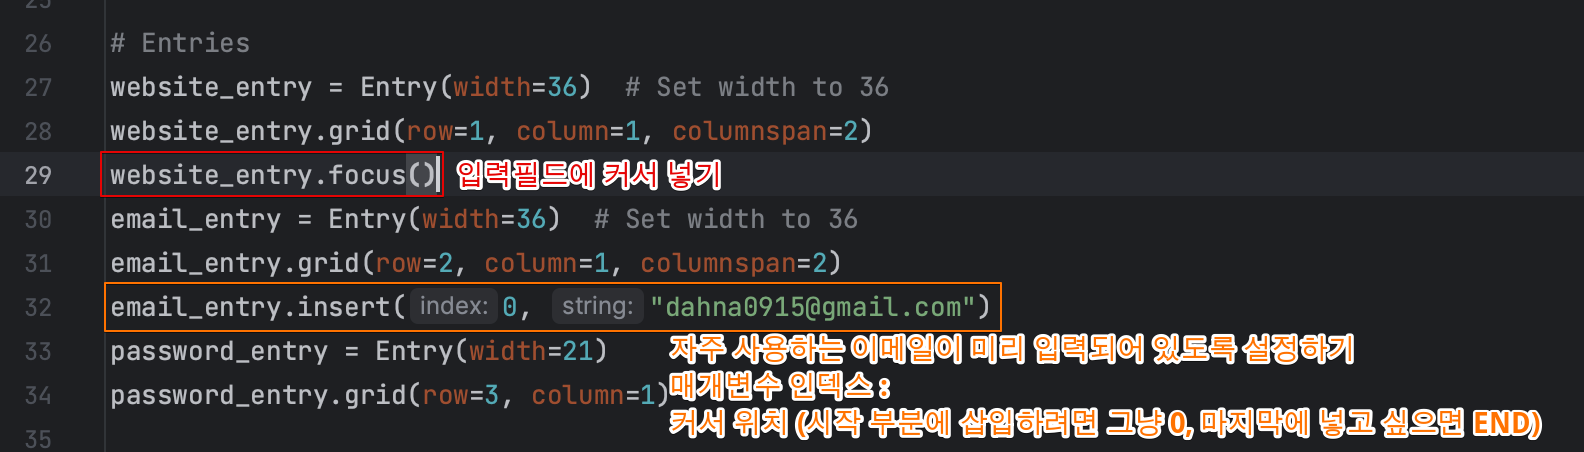 25
26 # Entries
27 website_entry = Entry(width=36)  # Set width to 36
28 website_entry.grid(row=1, column=1, columnspan=2)
29 website_entry.focus() 입력필드에 커서 넣기
30 email_entry = Entry(width=36)  # Set width to 36
31 email_entry.grid(row=2, column=1, columnspan=2)
32 email_entry.insert( index: 0, string: "dahna0915@gmail.com")
33 password_entry = Entry(width=21) 자주 사용하는 이메일이 미리 입력되어 있도록 설정하기
매개변수 인덱스 :
34 password_entry.grid(row=3, column=1)
커서 위치 (시작 부분에 삽입하려면 그냥 0, 마지막에 넣고 싶으면 END)
35